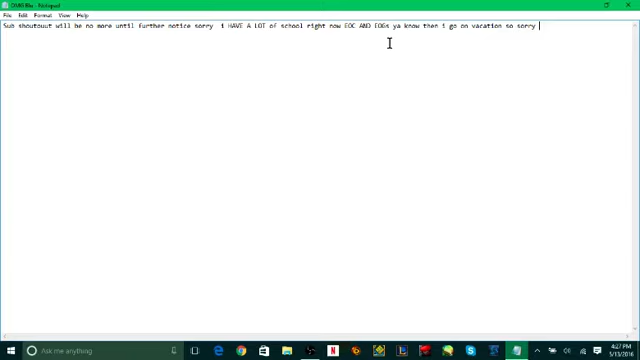 OMG Bie - Notepad
File Edit Format View Help
Sub shoutouut will be no more until further notice sorry  i HAVE A LOT of school right now EOC AND EOGs ya know then i go on vacation so sorry
Ask me anything
4:27 PM
5/13/2016